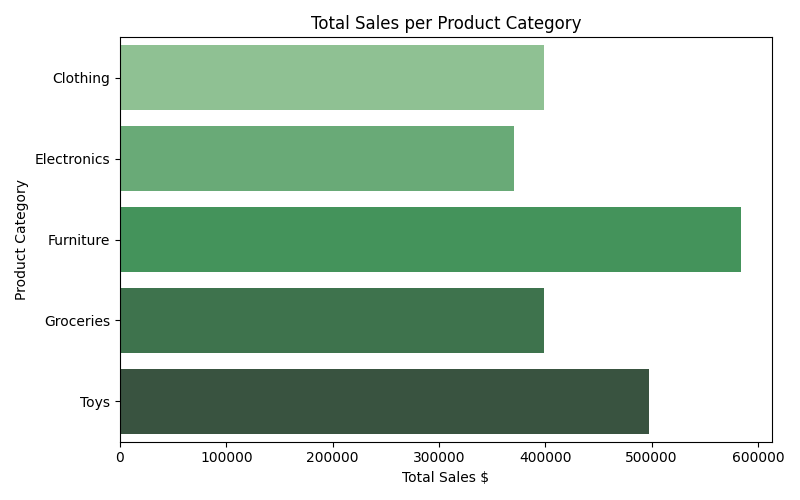 Total Sales per Product Category
Product Category
Clothing
Electronics
Furniture
Groceries
Toys
0 100000 200000 300000 400000 500000 600000
Total Sales $